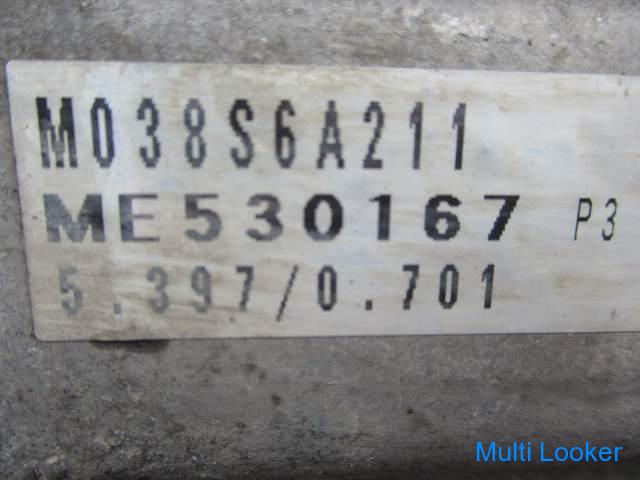 M038S6A211
ME530167 P3
5.397/0.701
Multi Looker